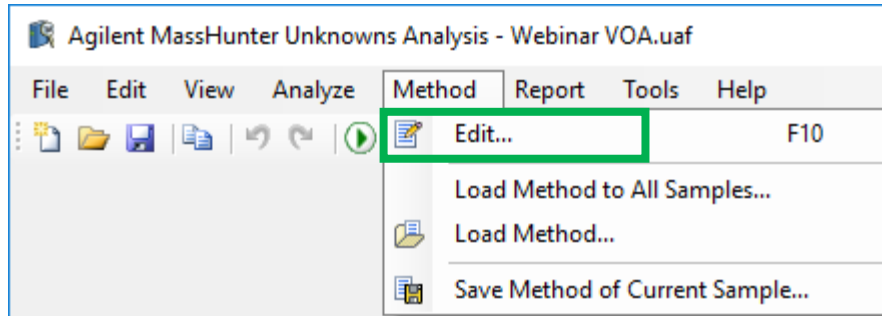 Agilent MassHunter Unknowns Analysis - Webinar VOA.uaf
File Edit View Analyze Method Report Tools Help
Edit... F10
Load Method to All Samples...
Load Method...
Save Method of Current Sample...